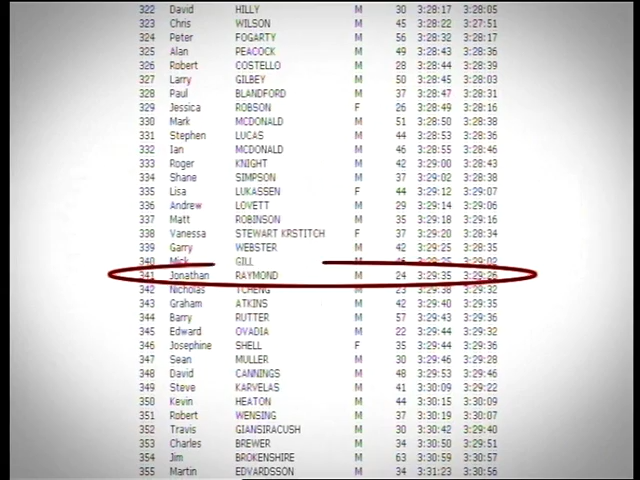 322 David HILLY M 30 3:28:17 3:28:05
323 Chris WILSON M 45 3:28:22 3:27:51
324 Peter FOGARTY M 56 3:28:32 3:28:17
325 Alan PEACOCK M 49 3:28:43 3:28:36
326 Robert COSTELLO M 28 3:28:44 3:28:39
327 Larry GILBEY M 50 3:28:45 3:28:03
328 Paul BLANDFORD M 37 3:28:47 3:28:31
329 Jessica ROBSON F 26 3:28:49 3:28:16
330 Mark MCDONALD M 51 3:28:50 3:28:38
331 Stephen LUCAS M 44 3:28:53 3:28:36
332 Ian MCDONALD M 46 3:28:55 3:28:46
333 Roger KNIGHT M 42 3:29:00 3:28:43
334 Shane SIMPSON M 37 3:29:02 3:28:38
335 Lisa LUKASSEN F 44 3:29:12 3:29:07
336 Andrew LOVETT M 29 3:29:14 3:29:06
337 Matt ROBINSON M 35 3:29:18 3:29:16
338 Vanessa STEWART KRSTITCH F 37 3:29:20 3:28:34
339 Garry WEBSTER M 42 3:29:25 3:28:35
340 Mick GILL M 3:29:02
341 Jonathan RAYMOND M 24 3:29:35 3:29:26
342 Nicholas TCHENG M 23 3:29:38 3:29:32
343 Graham ATKINS M 42 3:29:40 3:29:35
344 Barry RUTTER M 57 3:29:43 3:29:36
345 Edward OVADIA M 22 3:29:44 3:29:32
346 Josephine SHELL F 35 3:29:44 3:29:36
347 Sean MULLER M 30 3:29:46 3:29:28
348 David CANNINGS M 48 3:29:53 3:29:46
349 Steve KARVELAS M 41 3:30:09 3:29:22
350 Kevin HEATON M 44 3:30:15 3:30:09
351 Robert WENSING M 37 3:30:19 3:30:07
352 Travis GIANSIRACUSH M 30 3:30:42 3:29:40
353 Charles BREWER M 34 3:30:50 3:29:51
354 Jim BROKENSHIRE M 63 3:30:59 3:30:57
355 Martin EDVARDSSON M 34 3:31:23 3:30:56